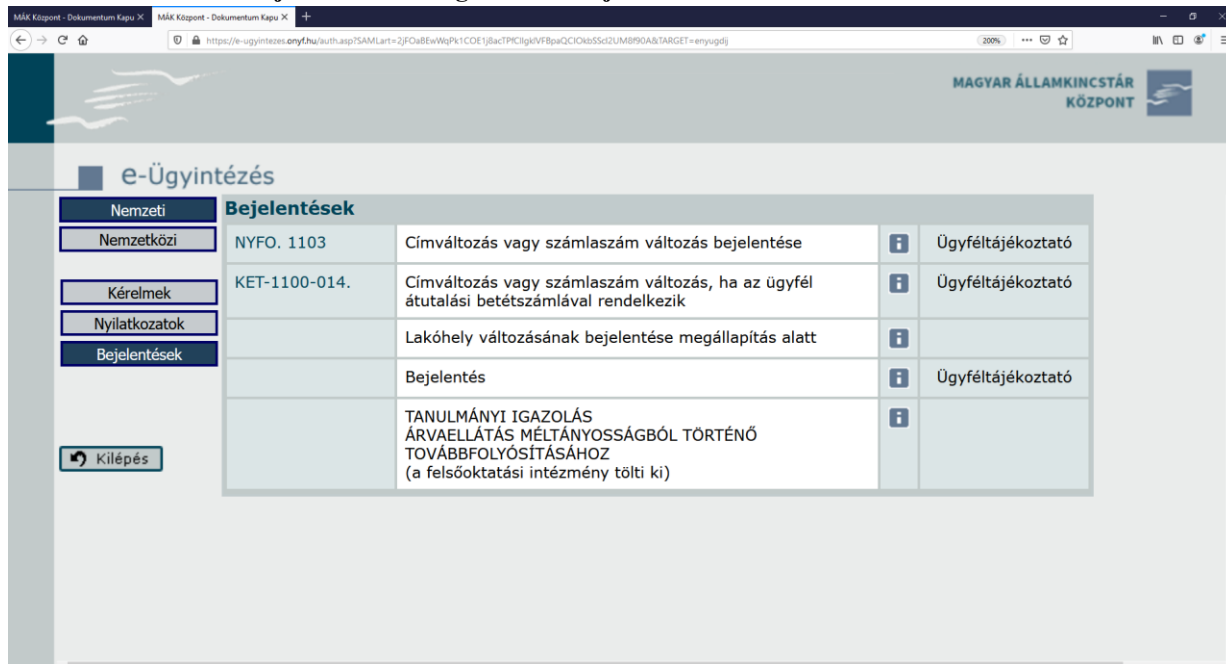 MÁK Központ - Dokumentum Kapu
MÁK Központ - Dokumentum Kapu
200%
MAGYAR ÁLLAMKINCSTÁR
KÖZPONT
e-Ügyintézés
Nemzeti
Nemzetközi
Kérelmek
Nyilatkozatok
Bejelentések
Kilépés
Bejelentések
NYFO. 1103
Címváltozás vagy számlaszám változás bejelentése
Ügyféltájékoztató
KET-1100-014.
Címváltozás vagy számlaszám változás, ha az ügyfél
átutalási betétszámlával rendelkezik
Ügyféltájékoztató
Lakóhely változásának bejelentése megállapítás alatt
Bejelentés
Ügyféltájékoztató
TANULMÁNYI IGAZOLÁS
ÁRVAELLÁTÁS MÉLTÁNYOSSÁGBÓL TÖRTÉNŐ
TOVÁBBFOLYÓSÍTÁSÁHOZ
(a felsőoktatási intézmény tölti ki)